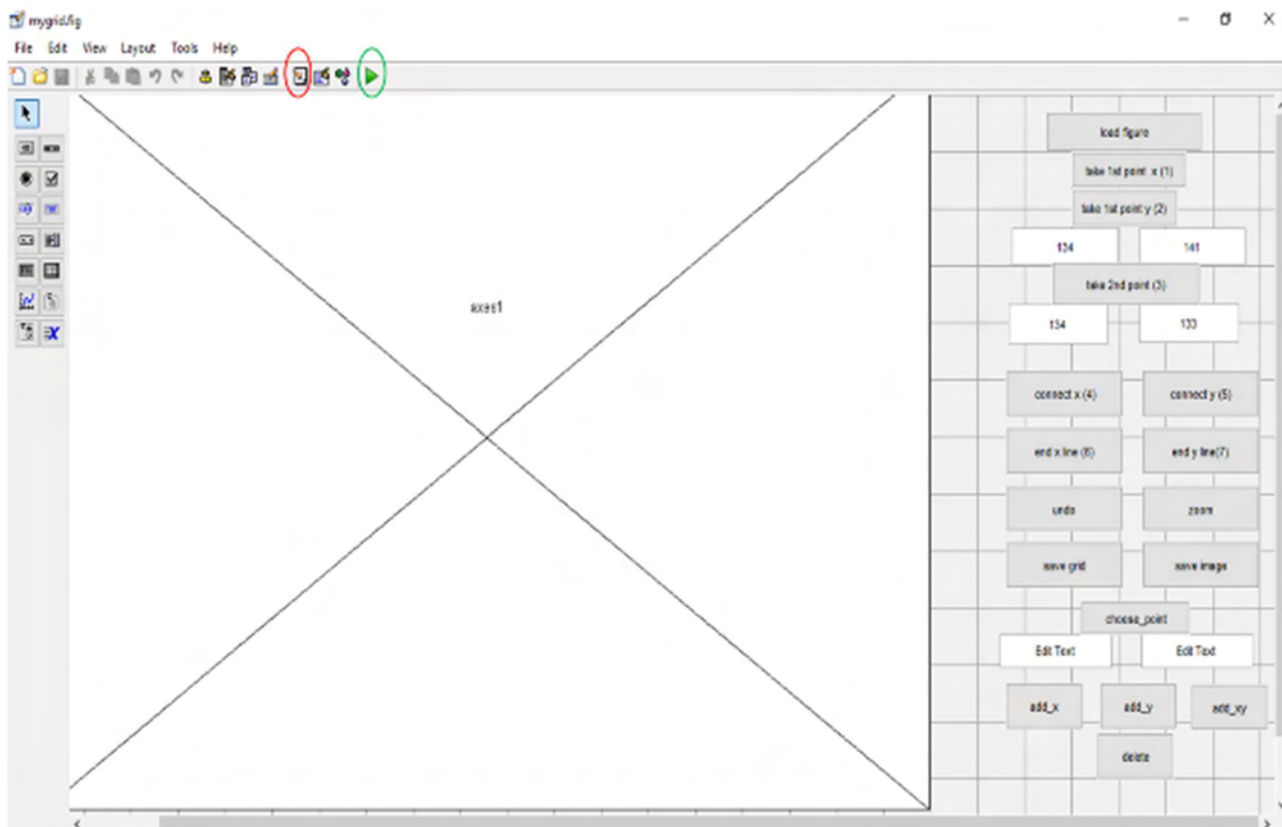 mygrid.fig
File Edit View Layout Tools Help
load figure
take 1st point x (1)
take 1st point y (2)
134 141
take 2nd point (3)
134 133
axes1
connect x (4) connect y (5)
end x line (6) end y line(7)
undo zoom
save grid save image
choose_point
Edit Text Edit Text
add_x add_y add_xy
delete